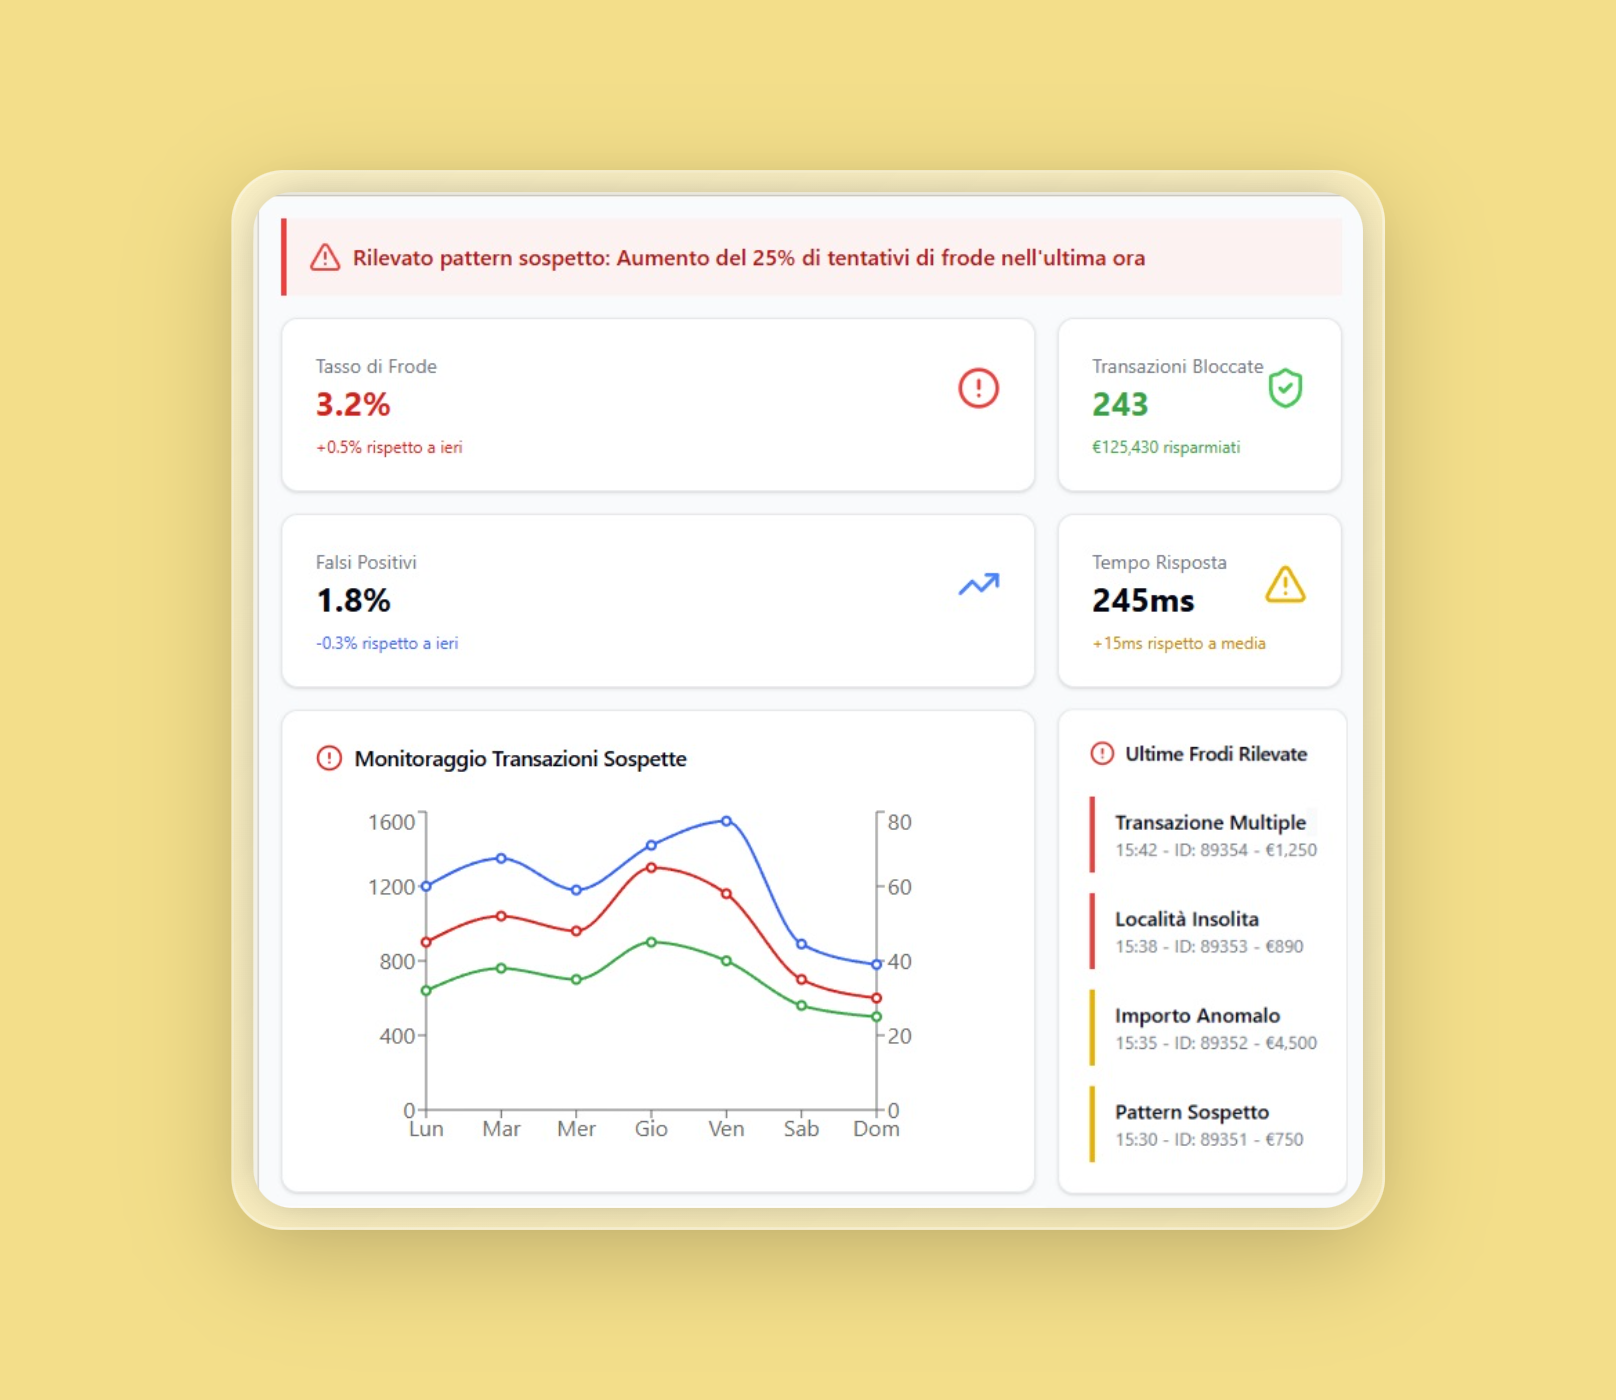 Rilevato pattern sospetto: Aumento del 25% di tentativi di frode nell'ultima ora
Tasso di Frode
3.2%
+0.5% rispetto a ieri
Transazioni Bloccate
243
€125,430 risparmiati
Falsi Positivi
1.8%
-0.3% rispetto a ieri
Tempo Risposta
245ms
+15ms rispetto a media
Monitoraggio Transazioni Sospette
1600
1200
800
400
0
80
60
40
20
0
Lun Mar Mer Gio Ven Sab Dom
Ultime Frodi Rilevate
Transazione Multiple
15:42 - ID: 89354 - €1,250
Località Insolita
15:38 - ID: 89353 - €890
Importo Anomalo
15:35 - ID: 89352 - €4,500
Pattern Sospetto
15:30 - ID: 89351 - €750